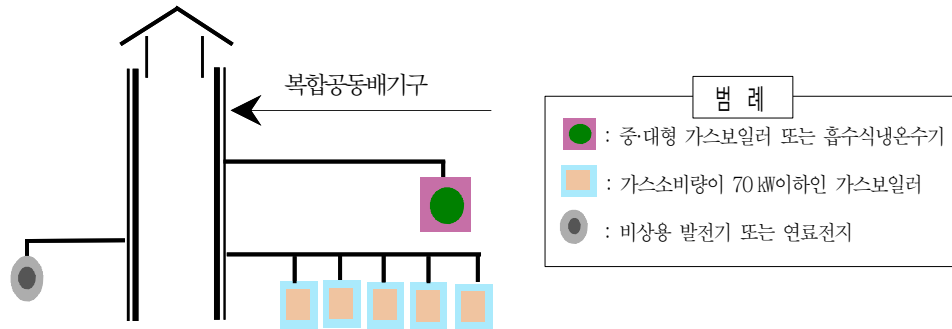 복합공동배기구
범 례
: 중·대형 가스보일러 또는 흡수식냉온수기
: 가스소비량이 70㎾이하인 가스보일러
: 비상용 발전기 또는 연료전지